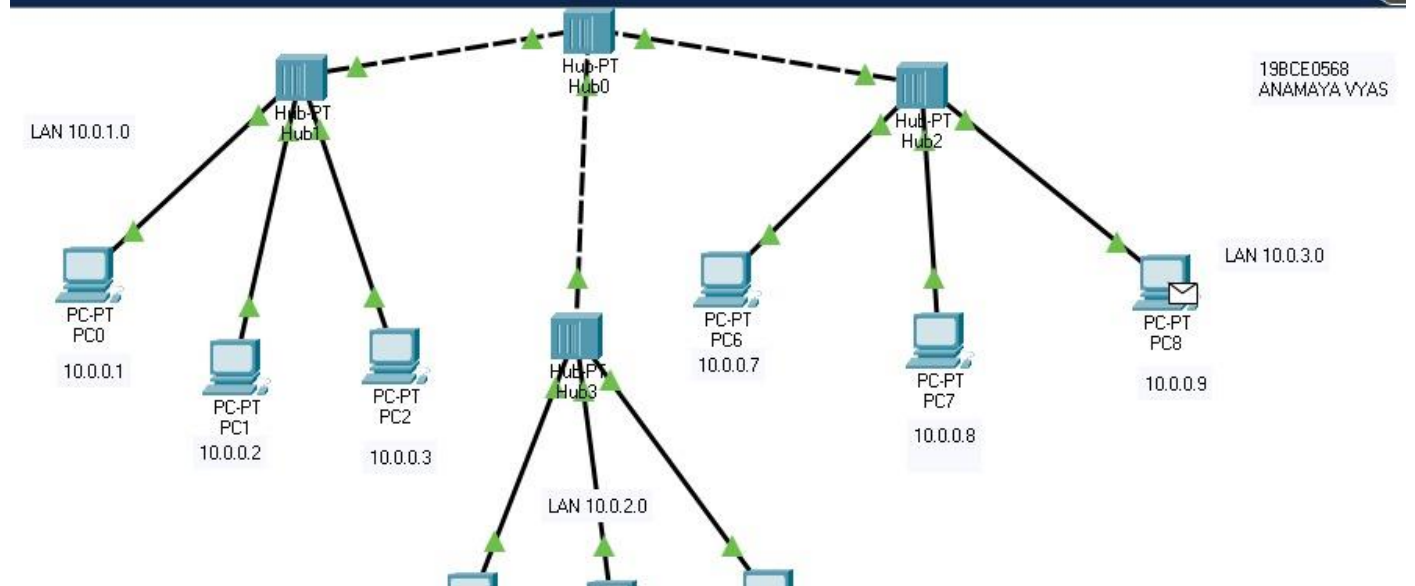 Hub-PT
Hub0
19BCE0568
ANAMAYA VYAS
Hub-PT
Hub1
LAN 10.0.1.0
Hub-PT
Hub2
PC-PT
PC0
10.0.0.1
PC-PT
PC1
10.0.0.2
PC-PT
PC2
10.0.0.3
Hub-PT
Hub3
LAN 10.0.2.0
PC-PT
PC6
10.0.0.7
PC-PT
PC7
10.0.0.8
LAN 10.0.3.0
PC-PT
PC8
10.0.0.9